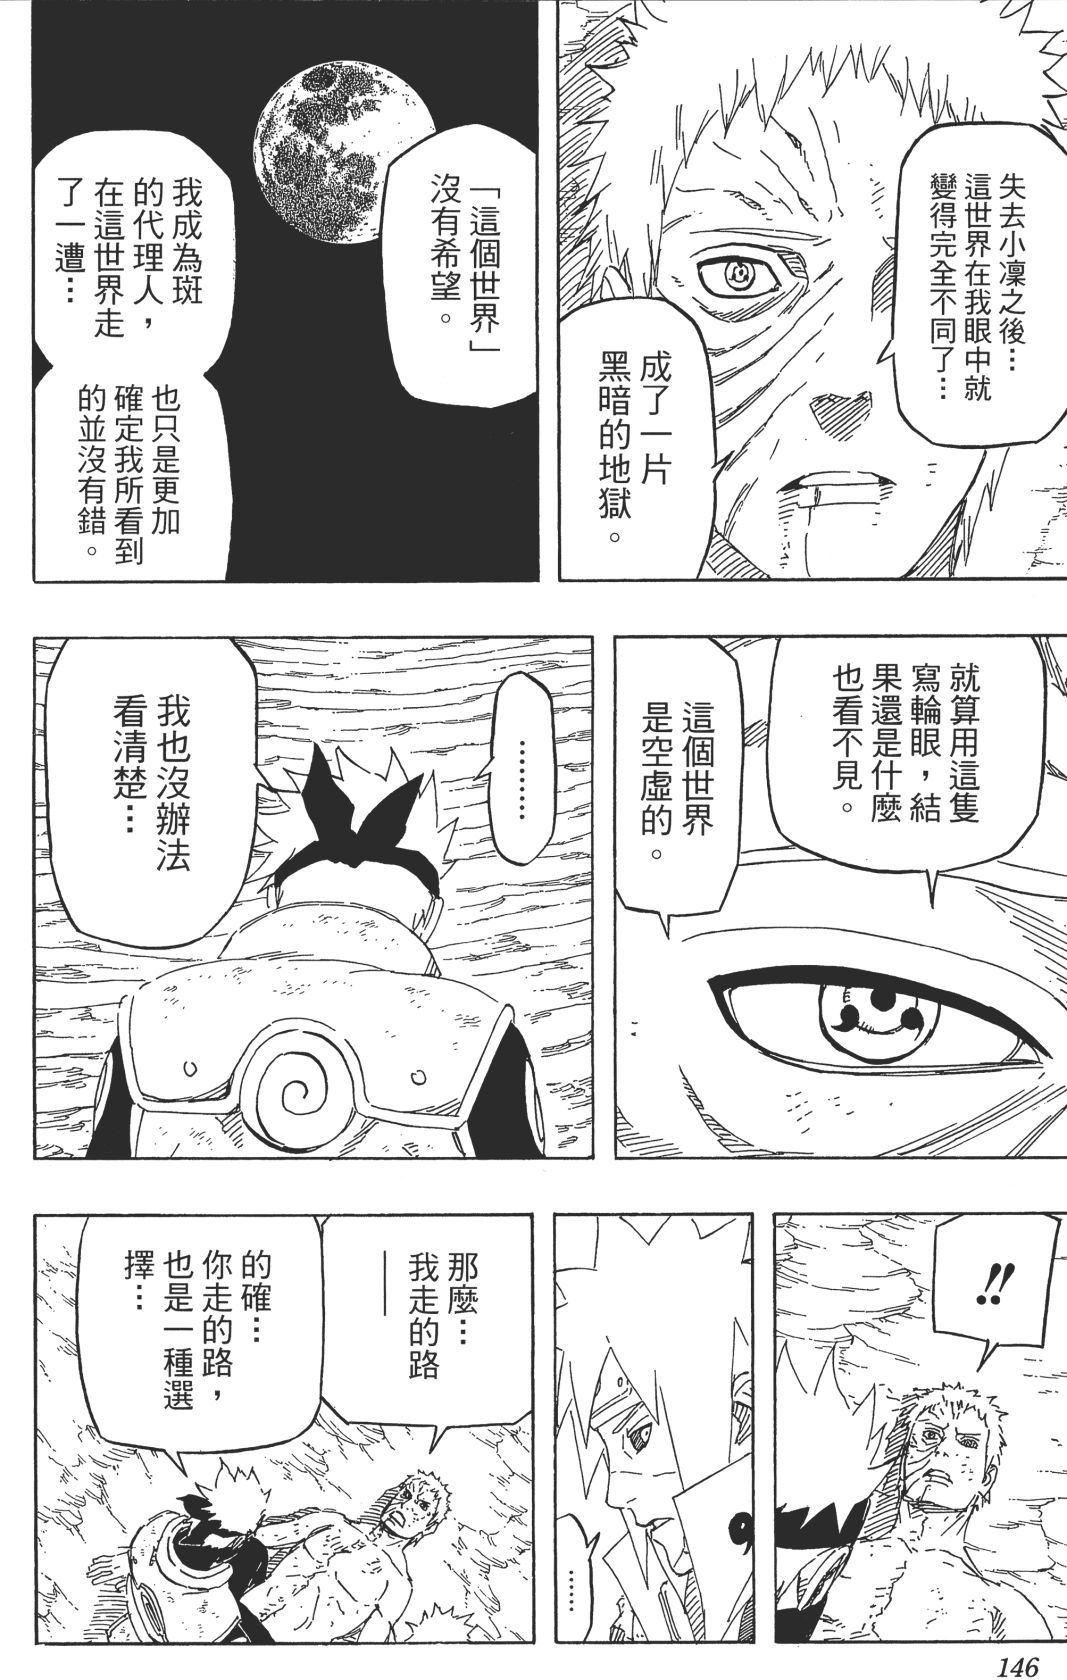 失去小凜之後…
這世界在我眼中就
變得完全不同了…
成了一片
黑暗的地獄。
「這個世界」
沒有希望。
我成為斑
的代理人，
在這世界走
了一遭…
也只是更加
確定我所看到
的並沒有錯。
就算用這隻
寫輪眼，結
果還是什麼
也看不見。
這個世界
是空虛的。
………
我也沒辦法
看清楚…
!!
……
那麼…
我走的路
——
的確…
你走的路，
也是一種選
擇…
146